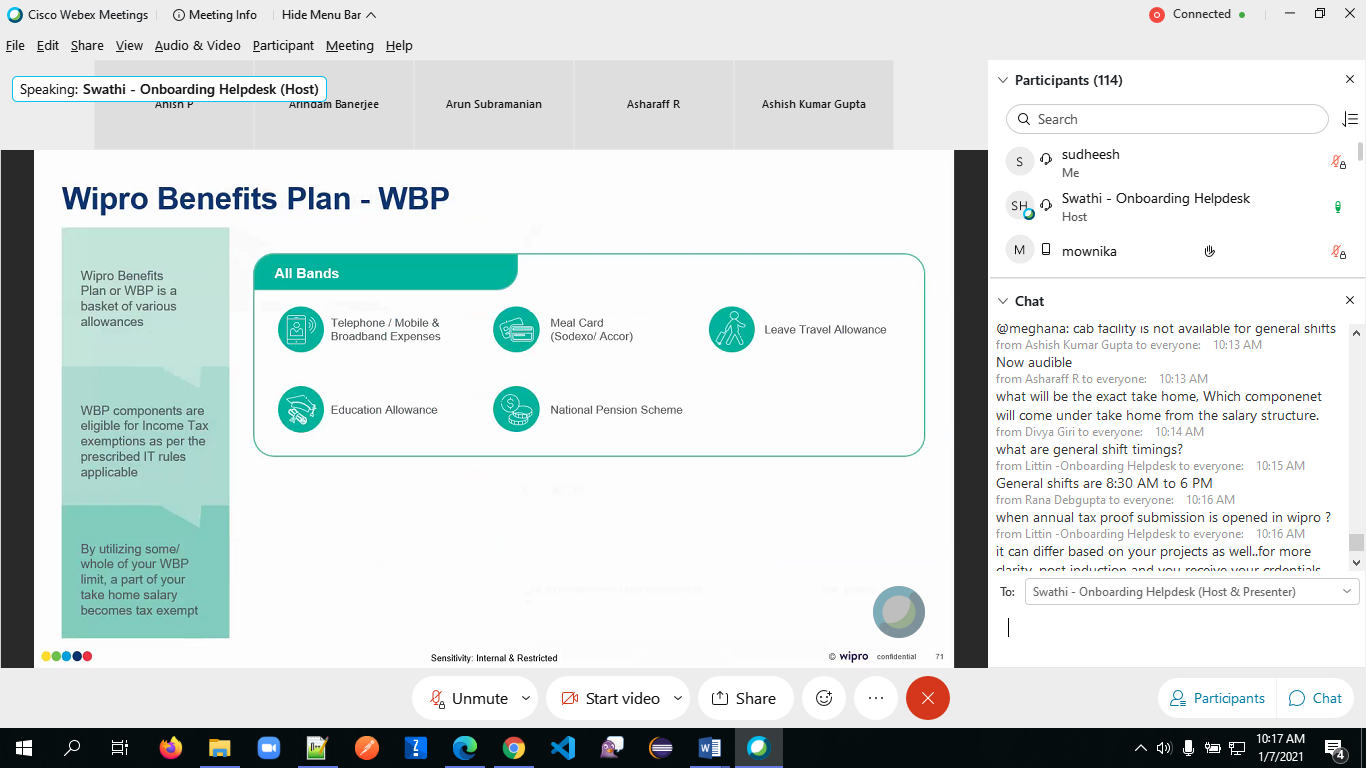 Cisco Webex Meetings
Meeting Info
Hide Menu Bar
Connected
File Edit Share View Audio & Video Participant Meeting Help
Speaking: Swathi - Onboarding Helpdesk (Host)
Anish P
Arindam Banerjee
Arun Subramanian
Asharaff R
Ashish Kumar Gupta
Wipro Benefits Plan - WBP
Wipro Benefits
Plan or WBP is a
basket of various
allowances
WBP components are
eligible for Income Tax
exemptions as per the
prescribed IT rules
applicable
By utilizing some/
whole of your WBP
limit, a part of your
take home salary
becomes tax exempt
All Bands
Telephone / Mobile &
Broadband Expenses
Meal Card
(Sodexo/ Accor)
Leave Travel Allowance
Education Allowance
National Pension Scheme
Sensitivity: Internal & Restricted
© wipro confidential 71
Participants (114)
Search
S
sudheesh
Me
SH
Swathi - Onboarding Helpdesk
Host
M
mownika
Chat
@meghana: cab facility is not available for general shifts
from Ashish Kumar Gupta to everyone: 10:13 AM
Now audible
from Asharaff R to everyone: 10:13 AM
what will be the exact take home, Which componenet
will come under take home from the salary structure.
from Divya Giri to everyone: 10:14 AM
what are general shift timings?
from Littin -Onboarding Helpdesk to everyone: 10:15 AM
General shifts are 8:30 AM to 6 PM
from Rana Debgupta to everyone: 10:16 AM
when annual tax proof submission is opened in wipro ?
from Littin -Onboarding Helpdesk to everyone: 10:16 AM
it can differ based on your projects as well..for more
clarity, post induction and you receive your crdentials
To: Swathi - Onboarding Helpdesk (Host & Presenter)
Unmute
Start video
Share
Participants
Chat
10:17 AM
1/7/2021
4